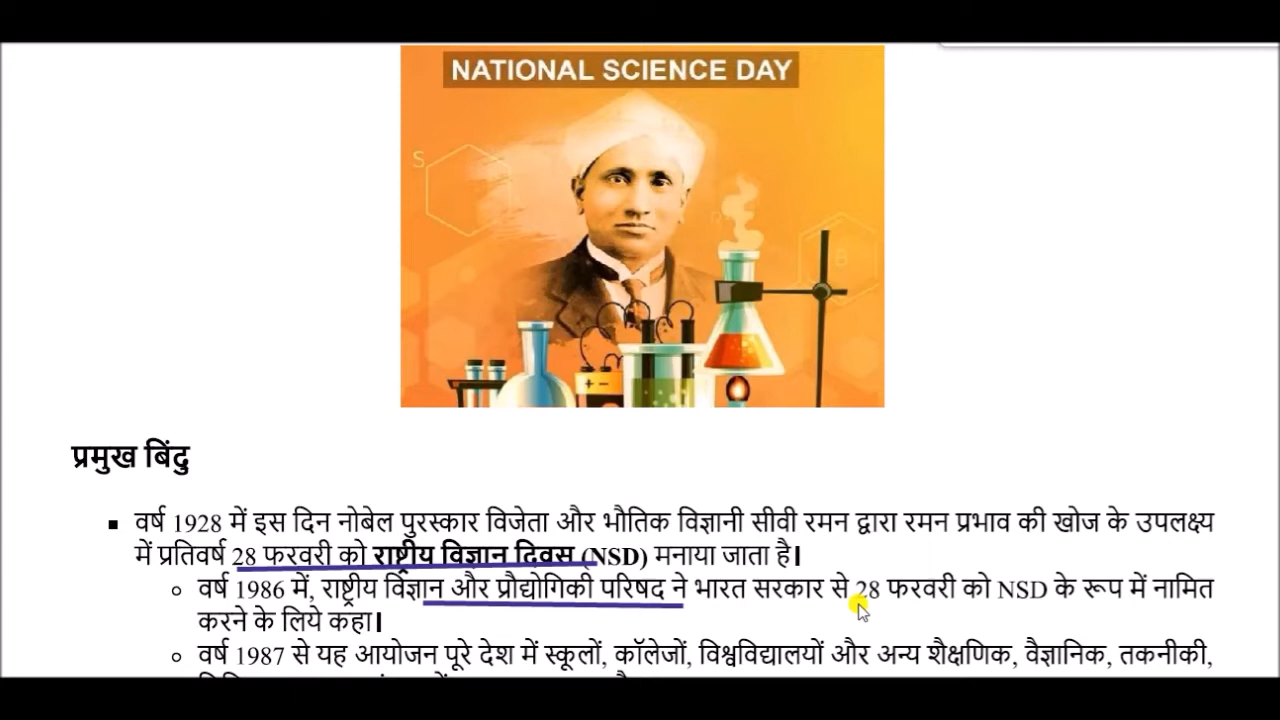 NATIONAL SCIENCE DAY
S
B
प्रमुख बिंदु
वर्ष 1928 में इस दिन नोबेल पुरस्कार विजेता और भौतिक विज्ञानी सीवी रमन द्वारा रमन प्रभाव की खोज के उपलक्ष्य
में प्रतिवर्ष 28 फरवरी को राष्ट्रीय विज्ञान दिवस (NSD) मनाया जाता है।
वर्ष 1986 में, राष्ट्रीय विज्ञान और प्रौद्योगिकी परिषद ने भारत सरकार से 28 फरवरी को NSD के रूप में नामित
करने के लिये कहा।
वर्ष 1987 से यह आयोजन पूरे देश में स्कूलों, कॉलेजों, विश्वविद्यालयों और अन्य शैक्षणिक, वैज्ञानिक, तकनीकी,